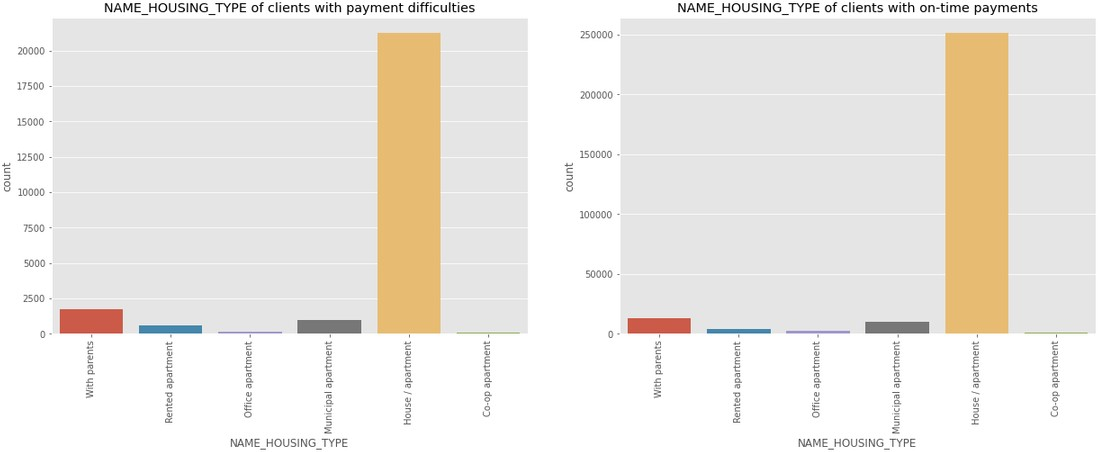 NAME_HOUSING_TYPE of clients with payment difficulties
count
20000
17500
15000
12500
10000
7500
5000
2500
0
With parents
Rented apartment
Office apartment
Municipal apartment
House / apartment
Co-op apartment
NAME_HOUSING_TYPE
NAME_HOUSING_TYPE of clients with on-time payments
count
250000
200000
150000
100000
50000
0
With parents
Rented apartment
Office apartment
Municipal apartment
House / apartment
Co-op apartment
NAME_HOUSING_TYPE